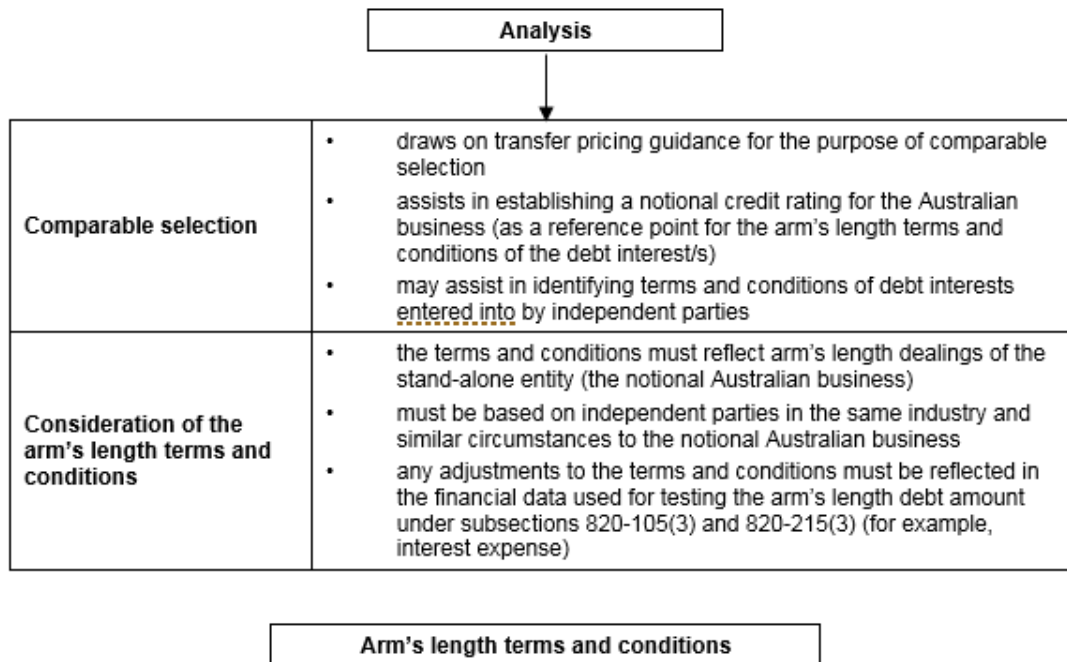 Analysis
• draws on transfer pricing guidance for the purpose of comparable
selection
Comparable selection
• assists in establishing a notional credit rating for the Australian
business (as a reference point for the arm's length terms and
conditions of the debt interest/s)
• may assist in identifying terms and conditions of debt interests
entered into by independent parties
Consideration of the
arm's length terms and
conditions
• the terms and conditions must reflect arm's length dealings of the
stand-alone entity (the notional Australian business)
• must be based on independent parties in the same industry and
similar circumstances to the notional Australian business
• any adjustments to the terms and conditions must be reflected in
the financial data used for testing the arm's length debt amount
under subsections 820-105(3) and 820-215(3) (for example,
interest expense)
Arm's length terms and conditions